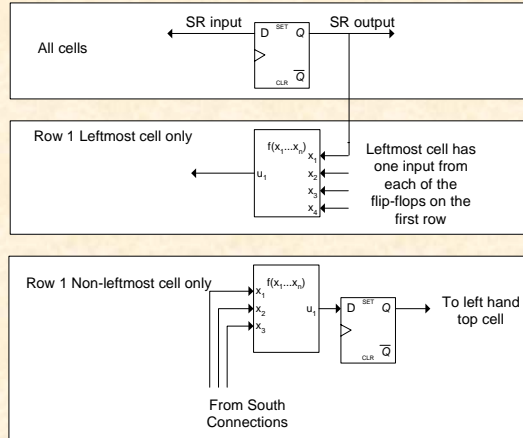 SR input
SR output
D SET Q
Q
CLR
All cells
Row 1 Leftmost cell only
f(x1...xn)
u1
x1
x2
x3
x4
Leftmost cell has
one input from
each of the
flip-flops on the
first row
Row 1 Non-leftmost cell only
f(x1...xn)
x1
x2
x3
u1
D SET Q
Q
CLR
To left hand
top cell
From South
Connections